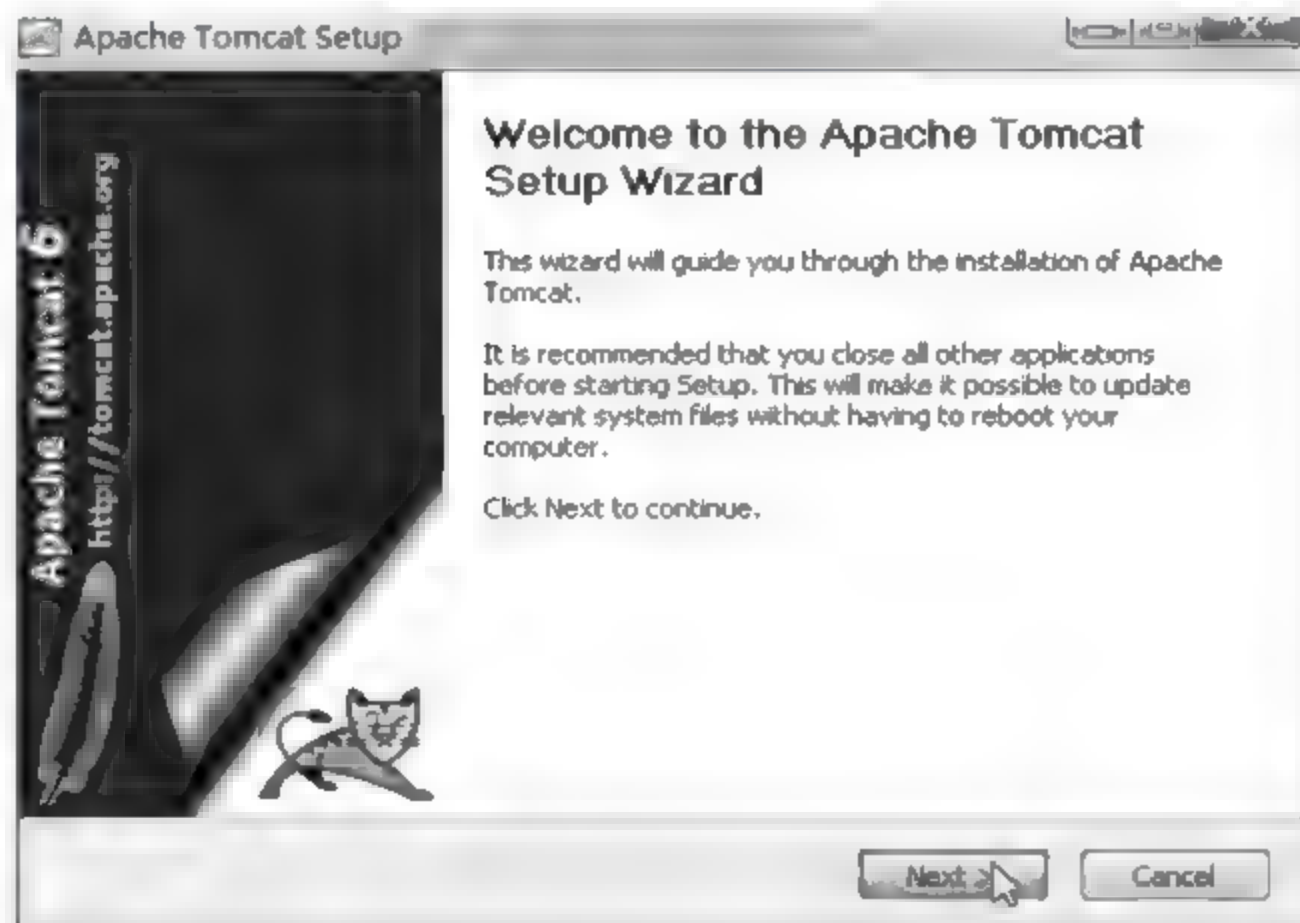 Apache Tomcat Setup
Apache Tomcat 6
http://tomcat.apache.org
Welcome to the Apache Tomcat
Setup Wizard
This wizard will guide you through the installation of Apache
Tomcat.
It is recommended that you close all other applications
before starting Setup. This will make it possible to update
relevant system files without having to reboot your
computer.
Click Next to continue.
Next >
Cancel